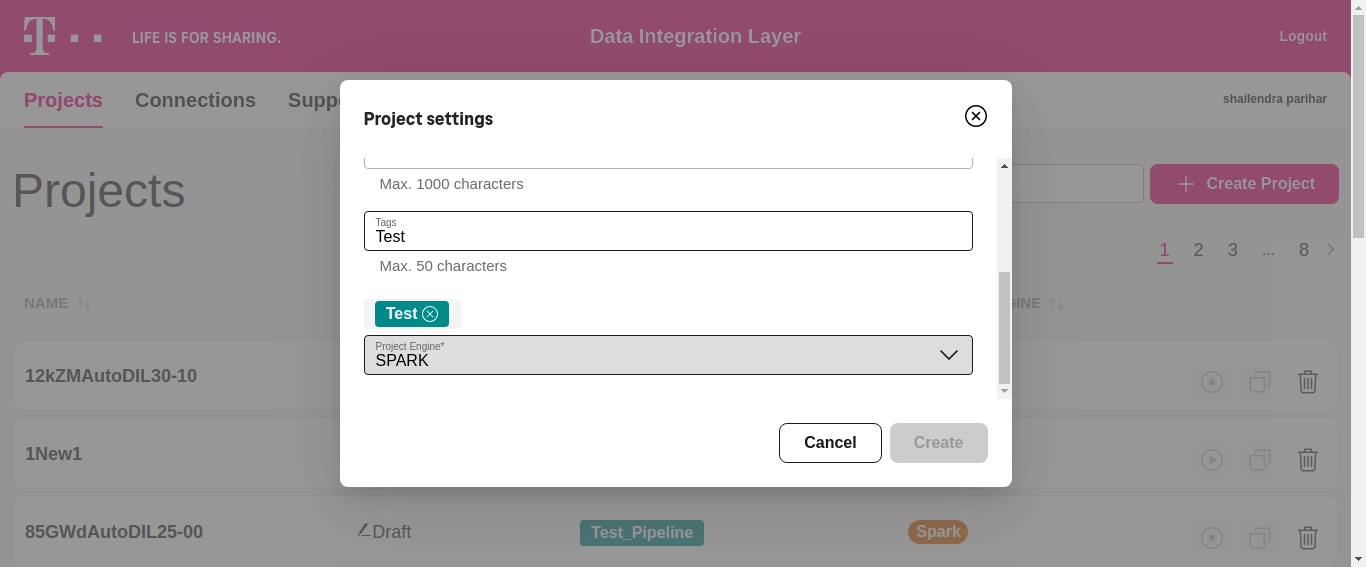 T
LIFE IS FOR SHARING.
Data Integration Layer
Logout
Projects
Connections
Supp
shailendra parihar
Project settings
Projects
Max. 1000 characters
Create Project
Tags
Test
Max. 50 characters
1 2 3 ... 8
NAME
GINE
Test
Project Engine*
SPARK
12kZMAutoDIL30-10
Cancel
Create
1New1
85GWdAutoDIL25-00
Draft
Test_Pipeline
Spark